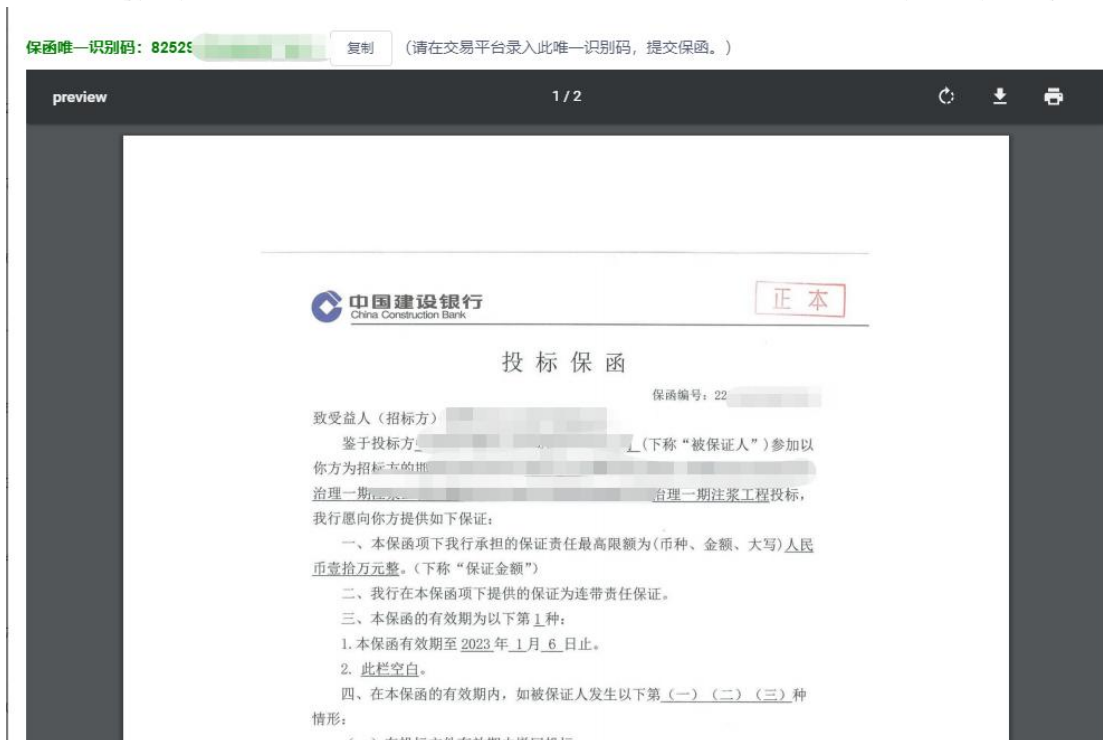 保函唯一识别码：82529
复制
（请在交易平台录入此唯一识别码，提交保函。）
preview
1 / 2
中国建设银行
China Construction Bank
正本
投标保函
保函编号：22
致受益人（招标方）
鉴于投标方（下称“被保证人”）参加以
你方为招标方的
治理一期 治理一期注浆工程投标，
我行愿向你方提供如下保证：
一、本保函项下我行承担的保证责任最高限额为(币种、金额、大写)人民
币壹拾万元整。（下称“保证金额”）
二、我行在本保函项下提供的保证为连带责任保证。
三、本保函的有效期为以下第1种：
1.本保函有效期至 2023 年 1 月 6 日止。
2. 此栏空白。
四、在本保函的有效期内，如被保证人发生以下第（一）（二）（三）种
情形：